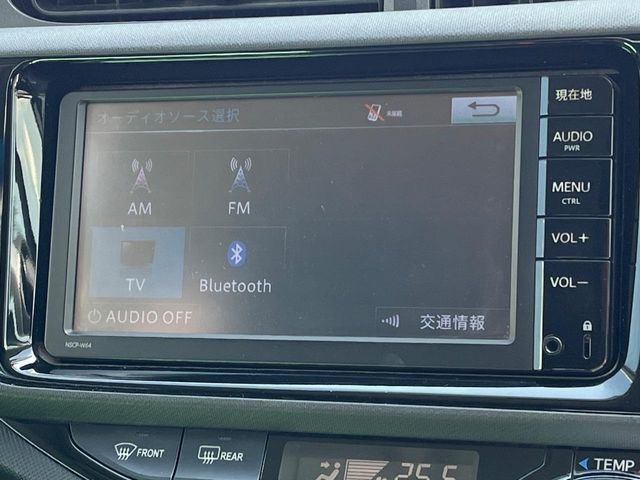 オーディオソース選択
未接続
現在地
AUDIO
PWR
MENU
CTRL
VOL+
VOL−
AM
FM
TV
Bluetooth
AUDIO OFF
交通情報
NSCP-W64
FRONT
REAR
25.5
TEMP